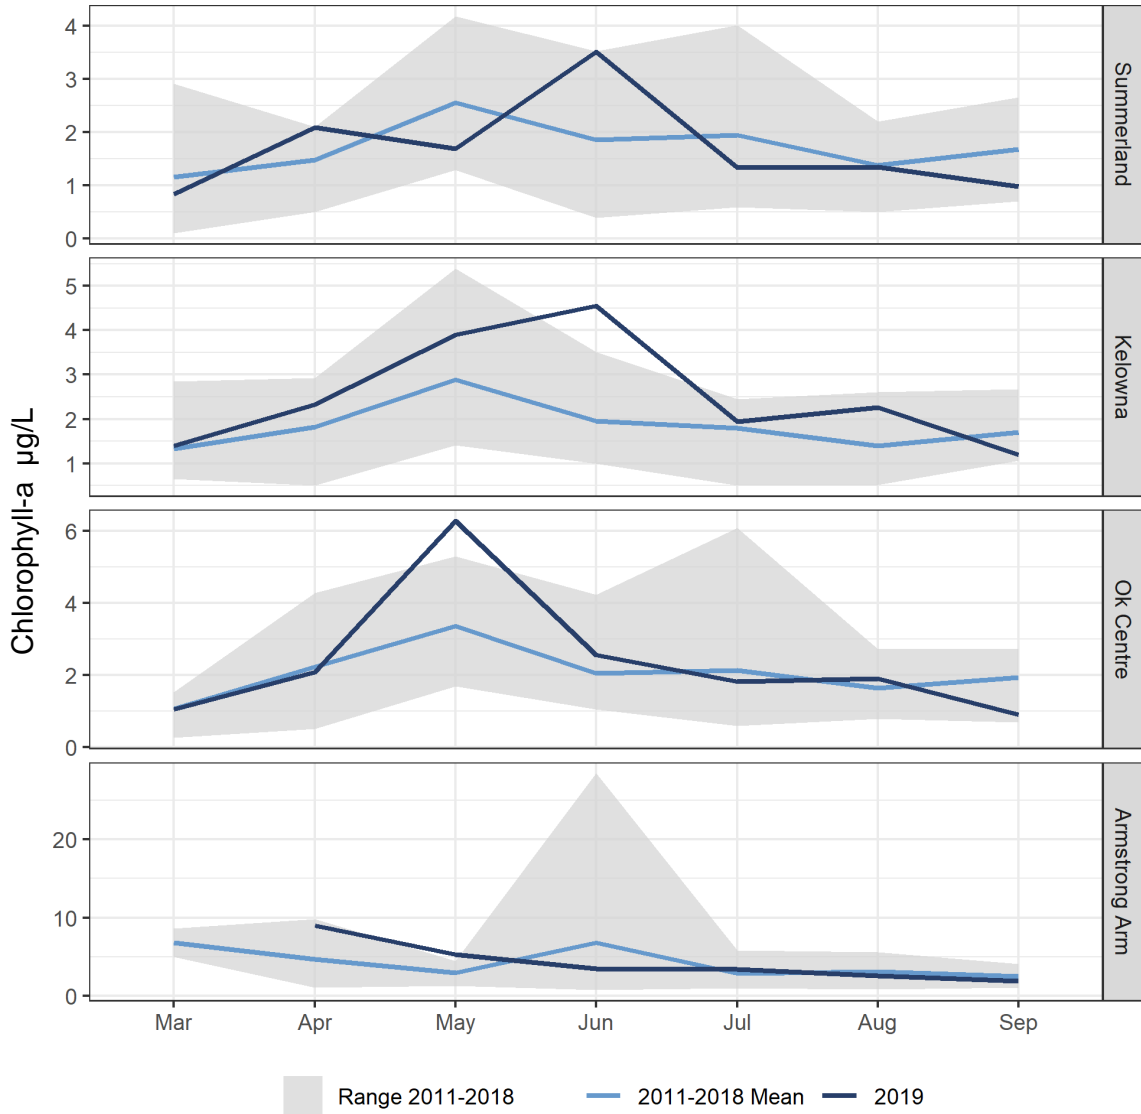 Chlorophyll-a µg/L
4
3
2
1
0
Summerland
5
4
3
2
1
Kelowna
6
4
2
0
Ok Centre
20
10
0
Armstrong Arm
Mar Apr May Jun Jul Aug Sep
Range 2011-2018 2011-2018 Mean 2019